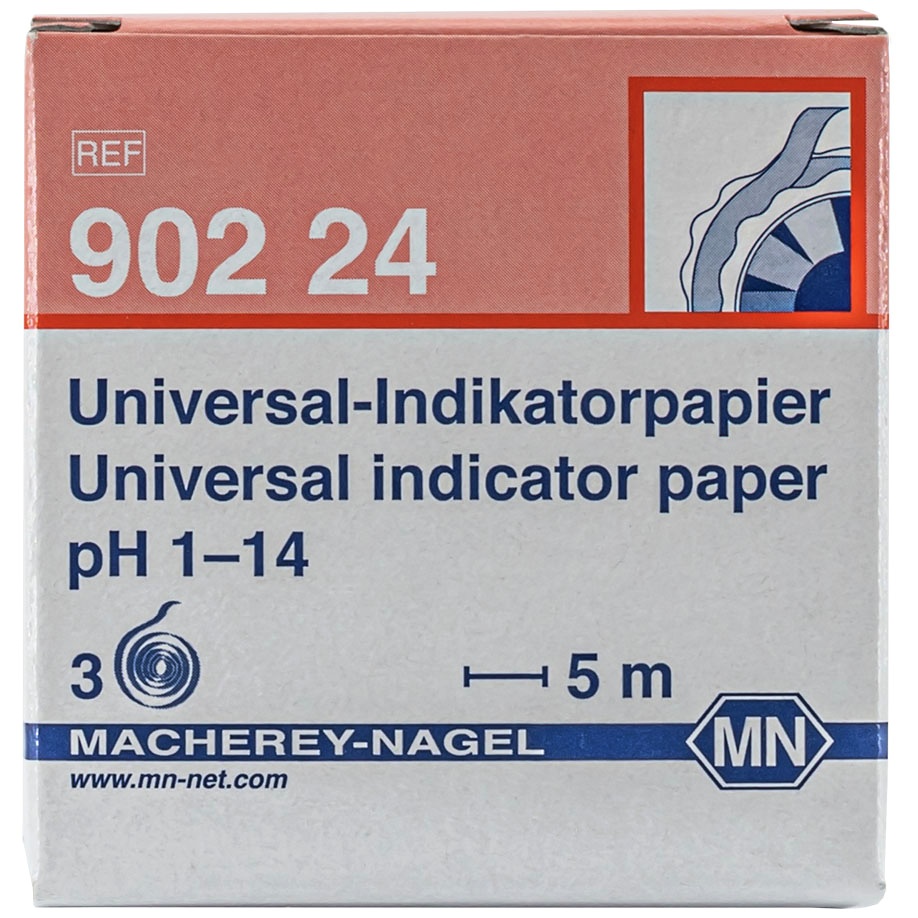 REF
902 24
Universal-Indikatorpapier
Universal indicator paper
pH 1–14
3
5 m
MACHEREY-NAGEL
MN
www.mn-net.com